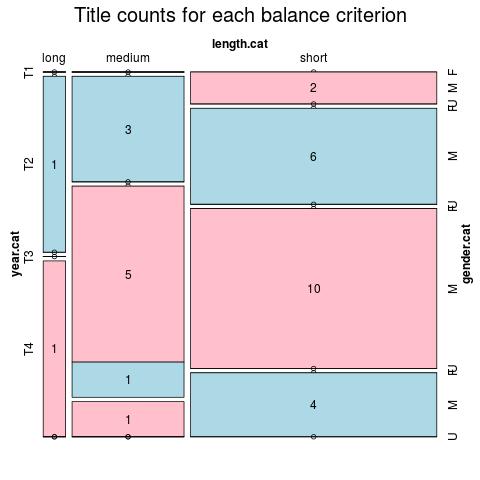 Title counts for each balance criterion
length.cat
long medium short
T1
T2
T3
T4
year.cat
1
1
3
5
1
1
2
6
10
4
F
M
U
M
U
M
U
M
U
gender.cat